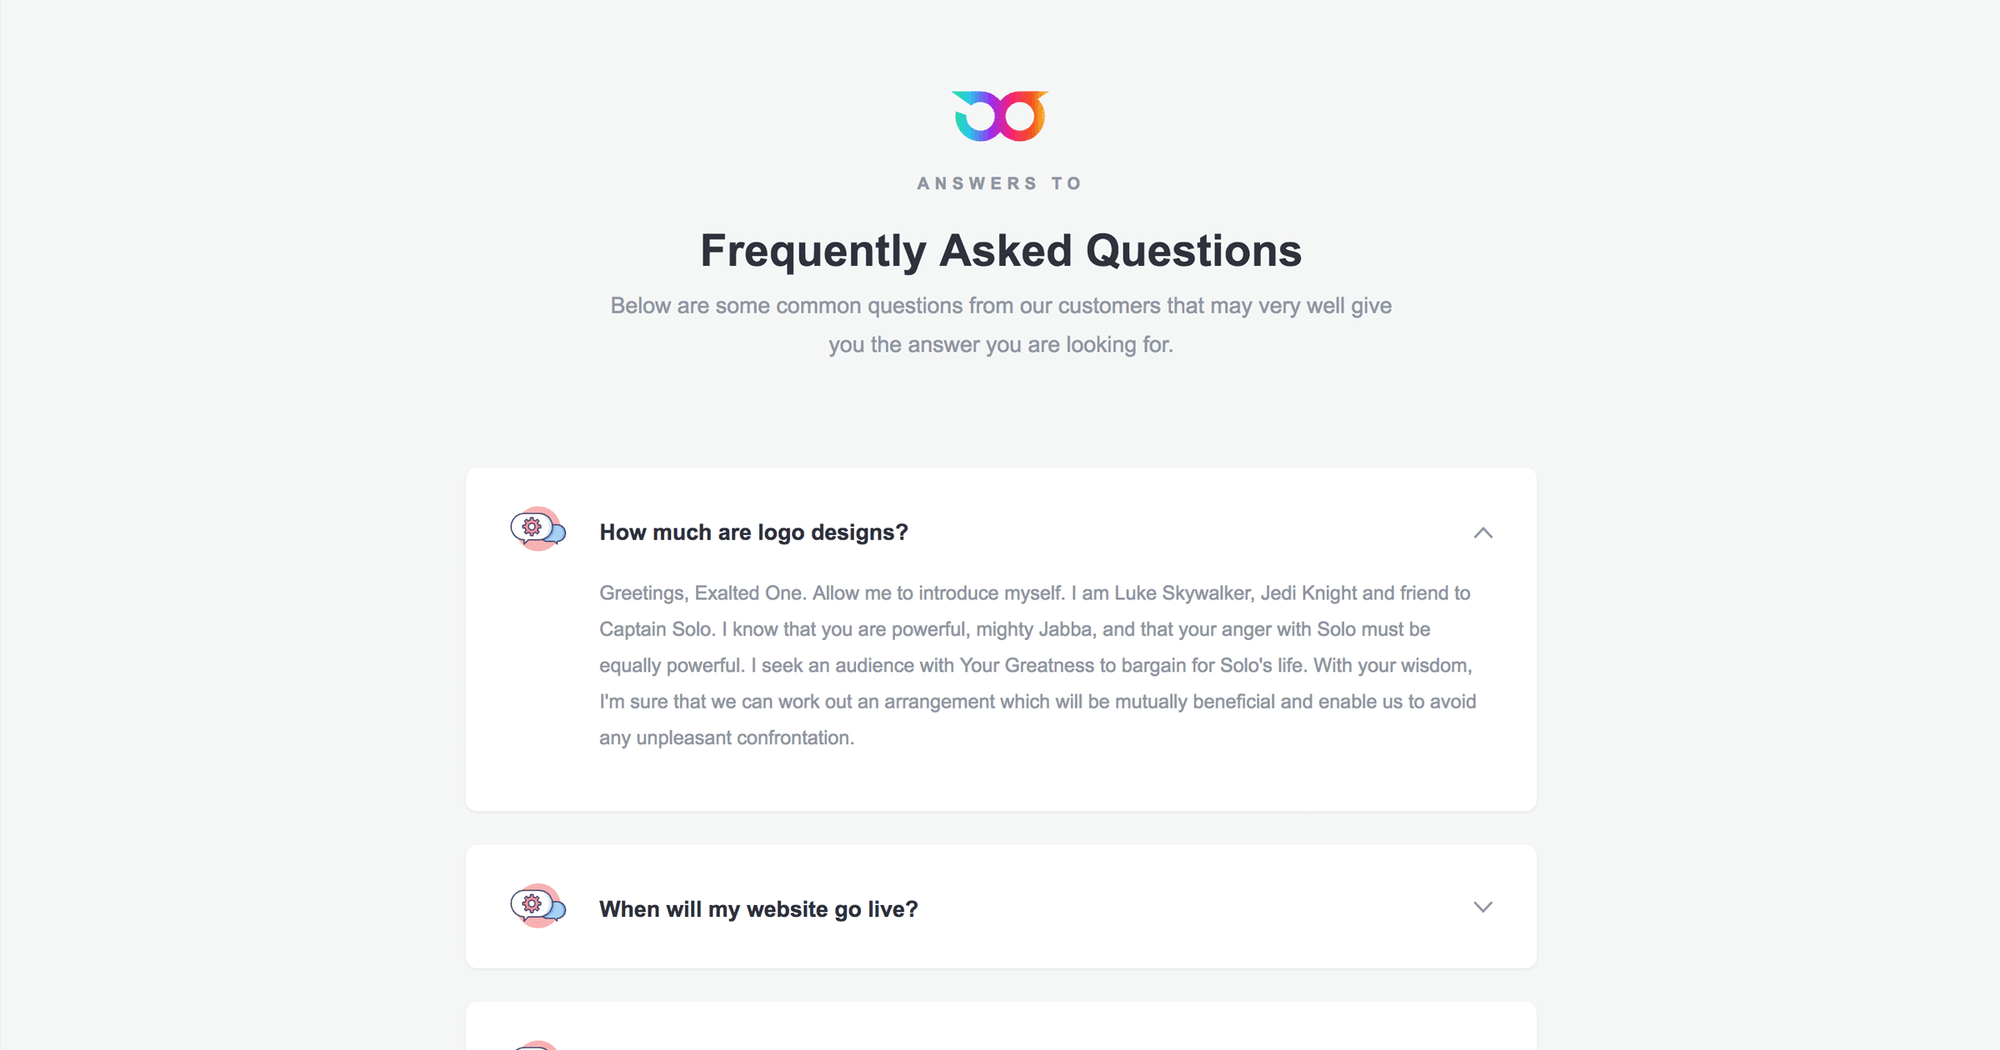 ANSWERS TO
Frequently Asked Questions
Below are some common questions from our customers that may very well give
you the answer you are looking for.
How much are logo designs?
Greetings, Exalted One. Allow me to introduce myself. I am Luke Skywalker, Jedi Knight and friend to
Captain Solo. I know that you are powerful, mighty Jabba, and that your anger with Solo must be
equally powerful. I seek an audience with Your Greatness to bargain for Solo's life. With your wisdom,
I'm sure that we can work out an arrangement which will be mutually beneficial and enable us to avoid
any unpleasant confrontation.
When will my website go live?